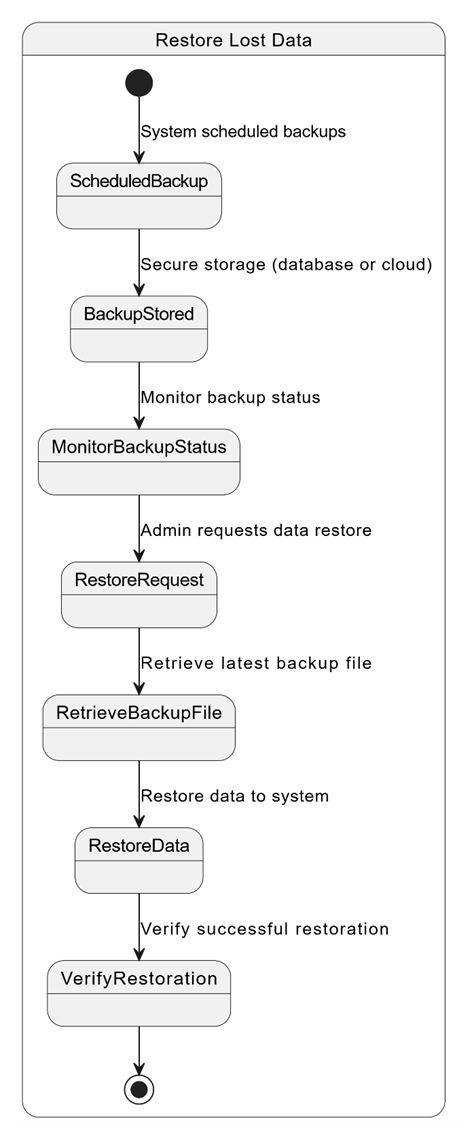 Restore Lost Data
System scheduled backups
ScheduledBackup
Secure storage (database or cloud)
BackupStored
Monitor backup status
MonitorBackupStatus
Admin requests data restore
RestoreRequest
Retrieve latest backup file
RetrieveBackupFile
Restore data to system
RestoreData
Verify successful restoration
VerifyRestoration